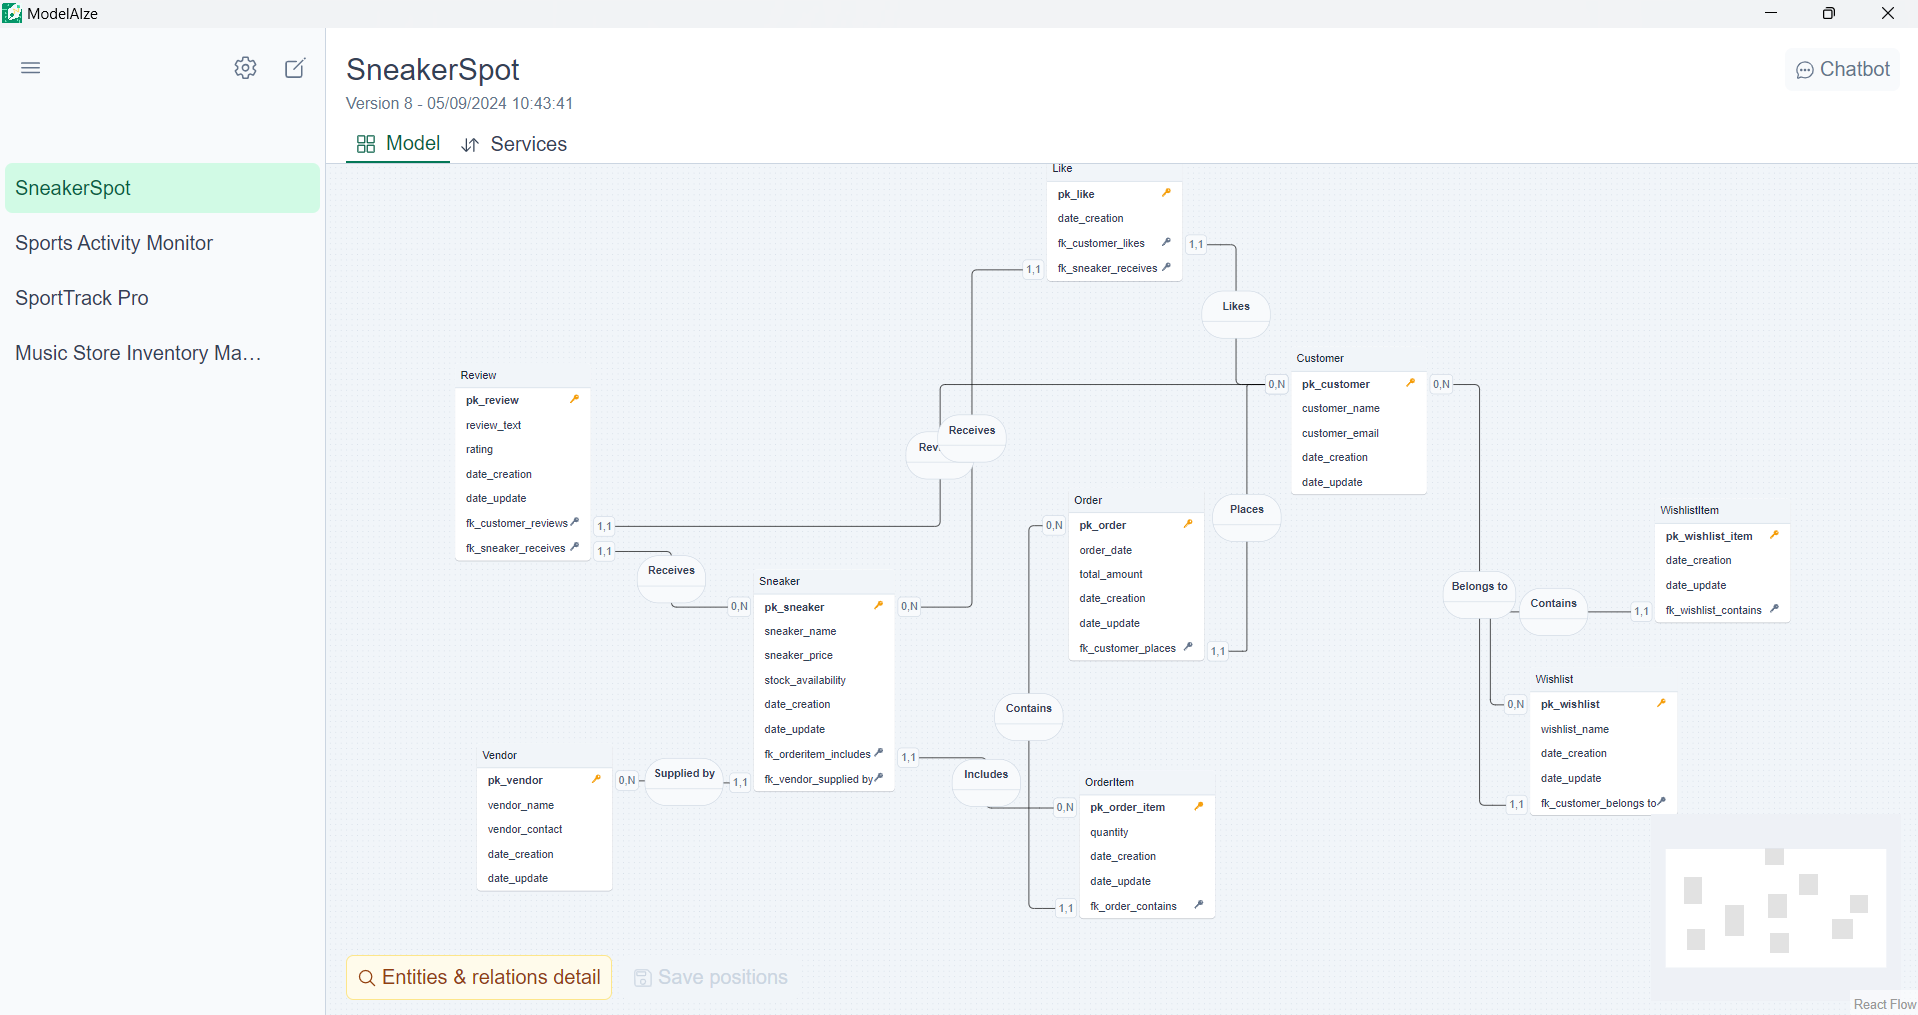 ModelAIze
SneakerSpot
Version 8 - 05/09/2024 10:43:41
Chatbot
Model
Services
SneakerSpot
Sports Activity Monitor
SportTrack Pro
Music Store Inventory Ma...
Like
pk_like
date_creation
fk_customer_likes
fk_sneaker_receives
1,1
1,1
Likes
Customer
pk_customer
customer_name
customer_email
date_creation
date_update
0,N
0,N
Review
pk_review
review_text
rating
date_creation
date_update
fk_customer_reviews
fk_sneaker_receives
1,1
1,1
Receives
Receives
Sneaker
pk_sneaker
sneaker_name
sneaker_price
stock_availability
date_creation
date_update
fk_orderitem_includes
fk_vendor_supplied by
0,N
0,N
1,1
1,1
Order
pk_order
order_date
total_amount
date_creation
date_update
fk_customer_places
0,N
1,1
Places
WishlistItem
pk_wishlist_item
date_creation
date_update
fk_wishlist_contains
1,1
Belongs to
Contains
Wishlist
pk_wishlist
wishlist_name
date_creation
date_update
fk_customer_belongs to
0,N
1,1
Vendor
pk_vendor
vendor_name
vendor_contact
date_creation
date_update
0,N
Supplied by
Contains
Includes
OrderItem
pk_order_item
quantity
date_creation
date_update
fk_order_contains
0,N
1,1
Entities & relations detail
Save positions
React Flow